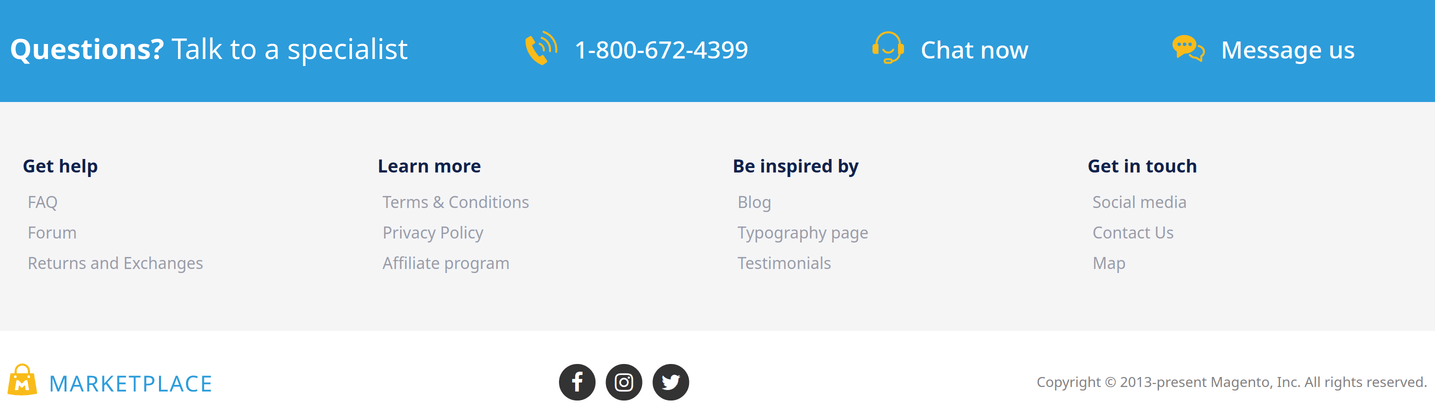 Questions? Talk to a specialist
1-800-672-4399
Chat now
Message us
Get help
FAQ
Forum
Returns and Exchanges
Learn more
Terms & Conditions
Privacy Policy
Affiliate program
Be inspired by
Blog
Typography page
Testimonials
Get in touch
Social media
Contact Us
Map
MARKETPLACE
Copyright © 2013-present Magento, Inc. All rights reserved.